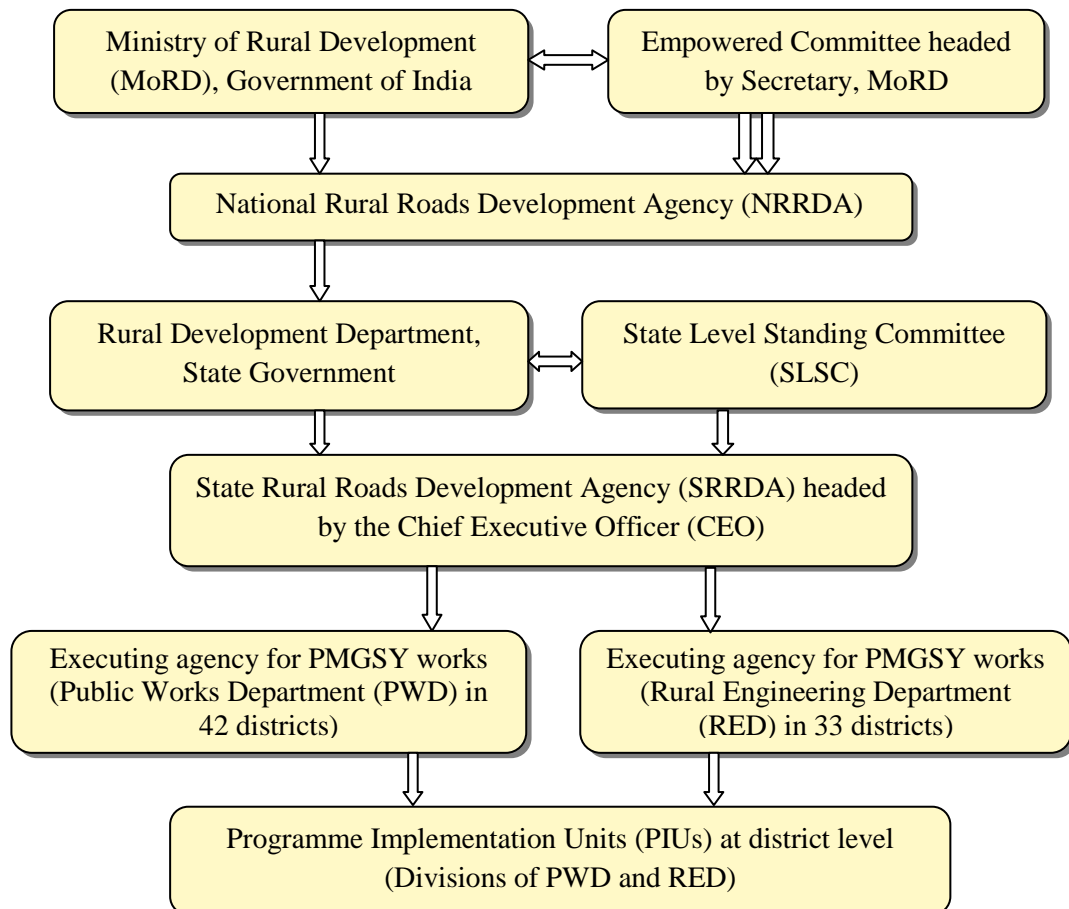 Ministry of Rural Development
(MoRD), Government of India
Empowered Committee headed
by Secretary, MoRD
National Rural Roads Development Agency (NRRDA)
Rural Development Department,
State Government
State Level Standing Committee
(SLSC)
State Rural Roads Development Agency (SRRDA) headed
by the Chief Executive Officer (CEO)
Executing agency for PMGSY works
(Public Works Department (PWD) in
42 districts)
Executing agency for PMGSY works
(Rural Engineering Department
(RED) in 33 districts)
Programme Implementation Units (PIUs) at district level
(Divisions of PWD and RED)